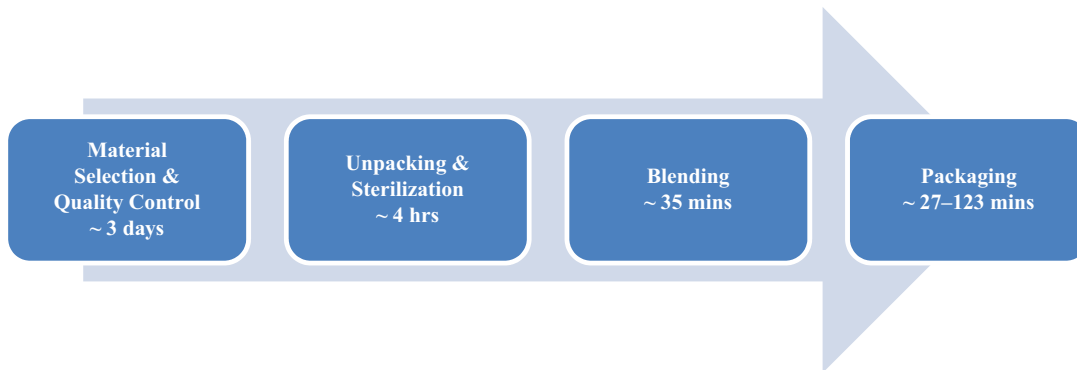 Material
Selection &
Quality Control
~ 3 days
Unpacking &
Sterilization
~ 4 hrs
Blending
~ 35 mins
Packaging
~ 27–123 mins